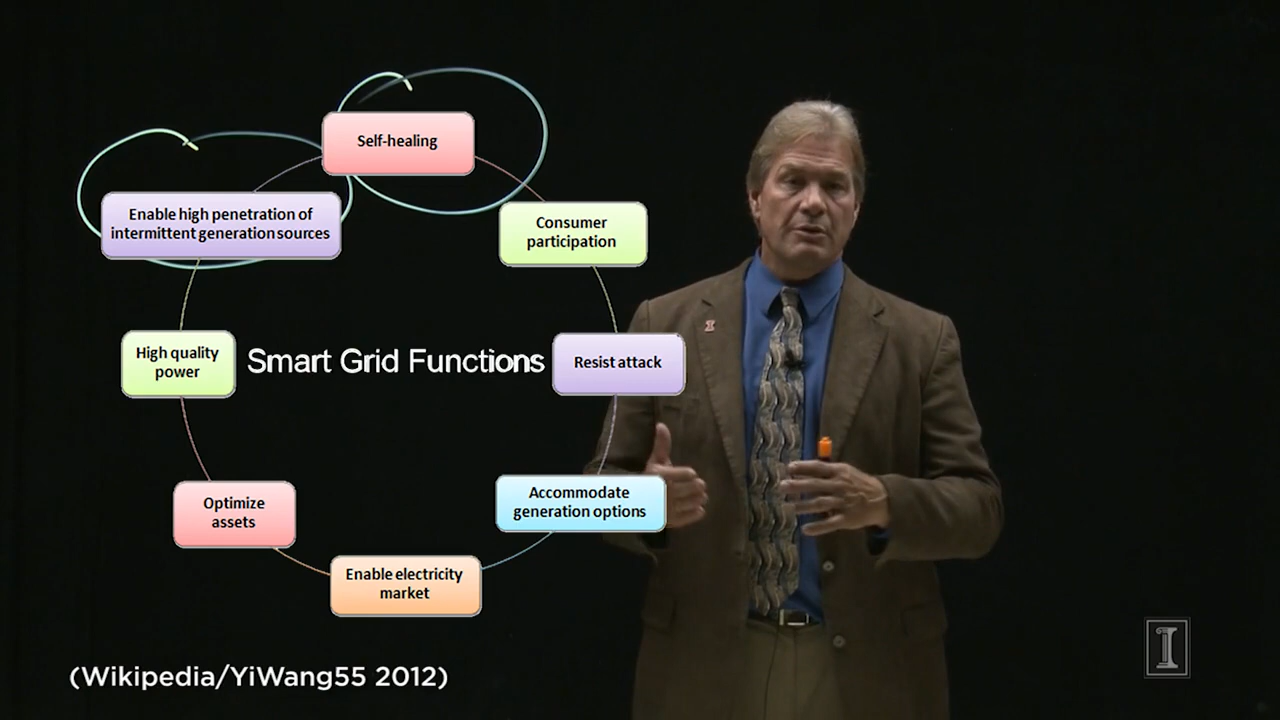 Self-healing
Enable high penetration of
intermittent generation sources
Consumer
participation
High quality
power
Smart Grid Functions
Resist attack
Optimize
assets
Accommodate
generation options
Enable electricity
market
(Wikipedia/YiWang55 2012)
I